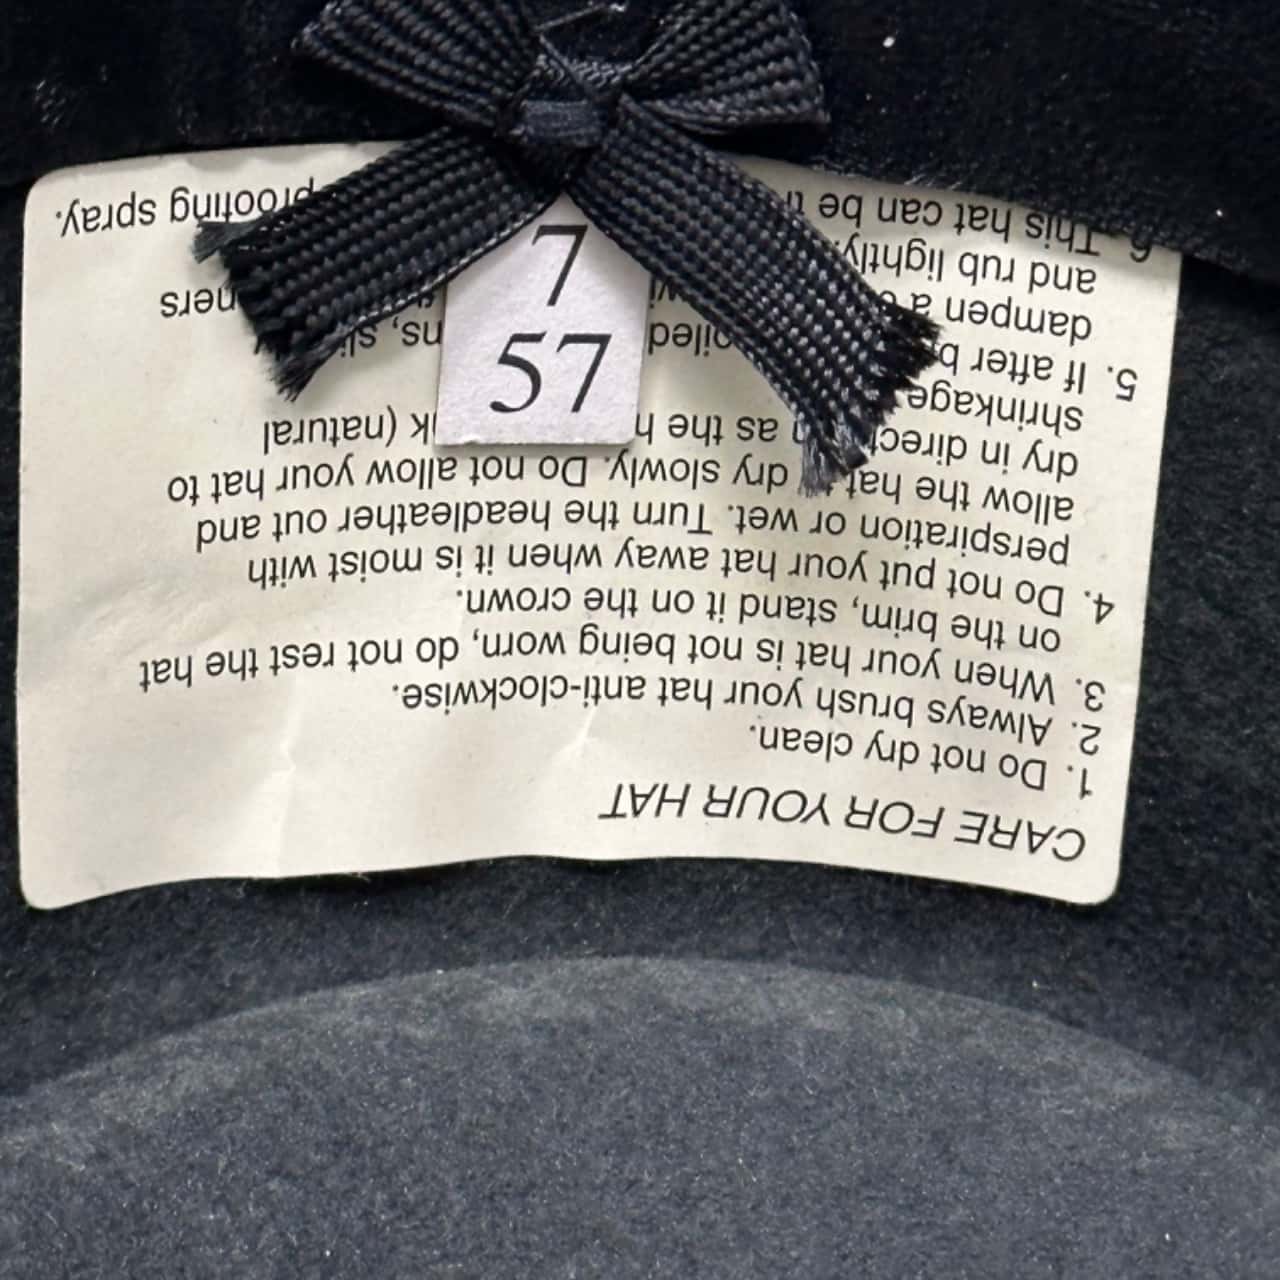 7
57
CARE FOR YOUR HAT
1. Do not dry clean.
2. Always brush your hat anti-clockwise.
3. When your hat is not being worn, do not rest the hat
on the brim, stand it on the crown.
4. Do not put your hat away when it is moist with
perspiration or wet. Turn the headleather out and
allow the hat to dry slowly. Do not allow your hat to
dry in direct as the (natural
shrinkage
5. If after
dampen a
and rub lightly.
6. This hat can be spray.